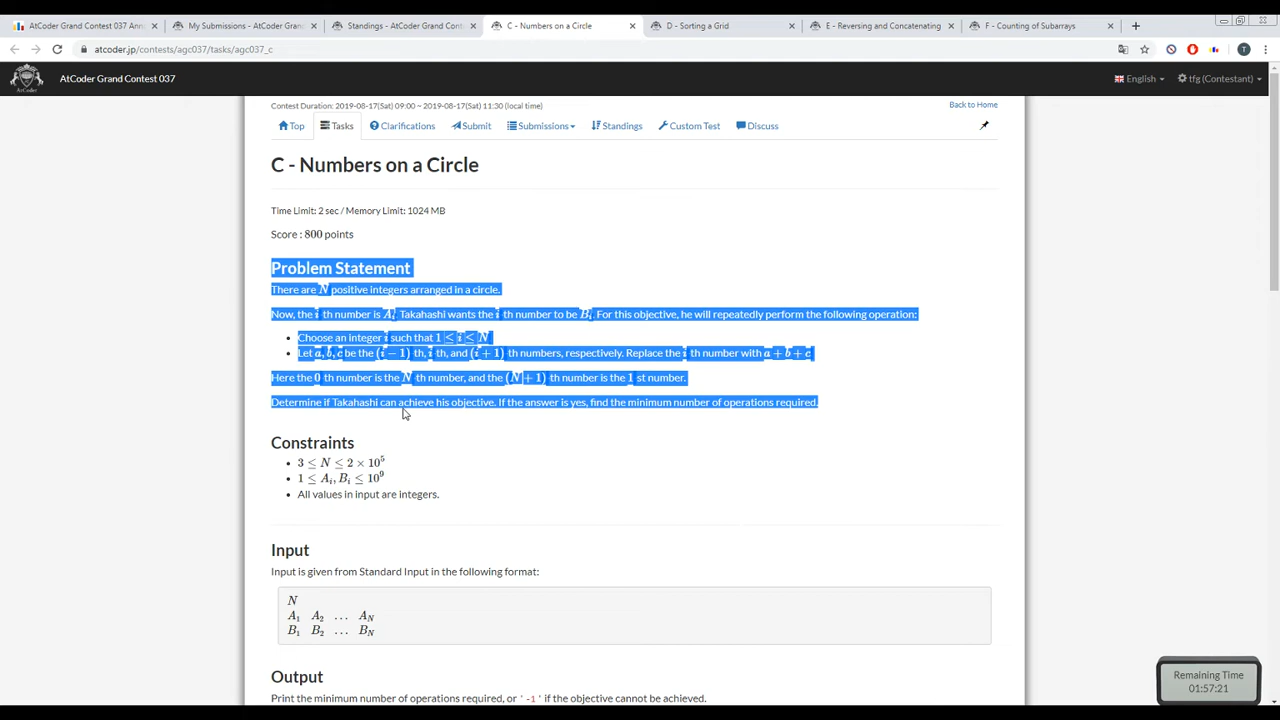 AtCoder Grand Contest 037 Ann
My Submissions - AtCoder Gran
Standings - AtCoder Grand Cont
C - Numbers on a Circle
D - Sorting a Grid
E - Reversing and Concatenating
F - Counting of Subarrays
atcoder.jp/contests/agc037/tasks/agc037_c
T
AtCoder Grand Contest 037
English
tfg (Contestant)
Contest Duration: 2019-08-17(Sat) 09:00 ~ 2019-08-17(Sat) 11:30 (local time)
Back to Home
Top
Tasks
Clarifications
Submit
Submissions
Standings
Custom Test
Discuss
C - Numbers on a Circle
Time Limit: 2 sec / Memory Limit: 1024 MB
Score : 800 points
Problem Statement
There are N positive integers arranged in a circle.
Now, the i-th number is A_i. Takahashi wants the i-th number to be B_i. For this objective, he will repeatedly perform the following operation:
Choose an integer i such that 1 ≤ i ≤ N
Let a, b, c be the (i − 1)-th, i-th, and (i + 1)-th numbers, respectively. Replace the i-th number with a + b + c
Here the 0-th number is the N-th number, and the (N + 1)-th number is the 1-st number.
Determine if Takahashi can achieve his objective. If the answer is yes, find the minimum number of operations required.
Constraints
3 ≤ N ≤ 2 × 10^5
1 ≤ A_i, B_i ≤ 10^9
All values in input are integers.
Input
Input is given from Standard Input in the following format:
N
A_1 A_2 ... A_N
B_1 B_2 ... B_N
Output
Print the minimum number of operations required, or '-1' if the objective cannot be achieved.
Remaining Time
01:57:21